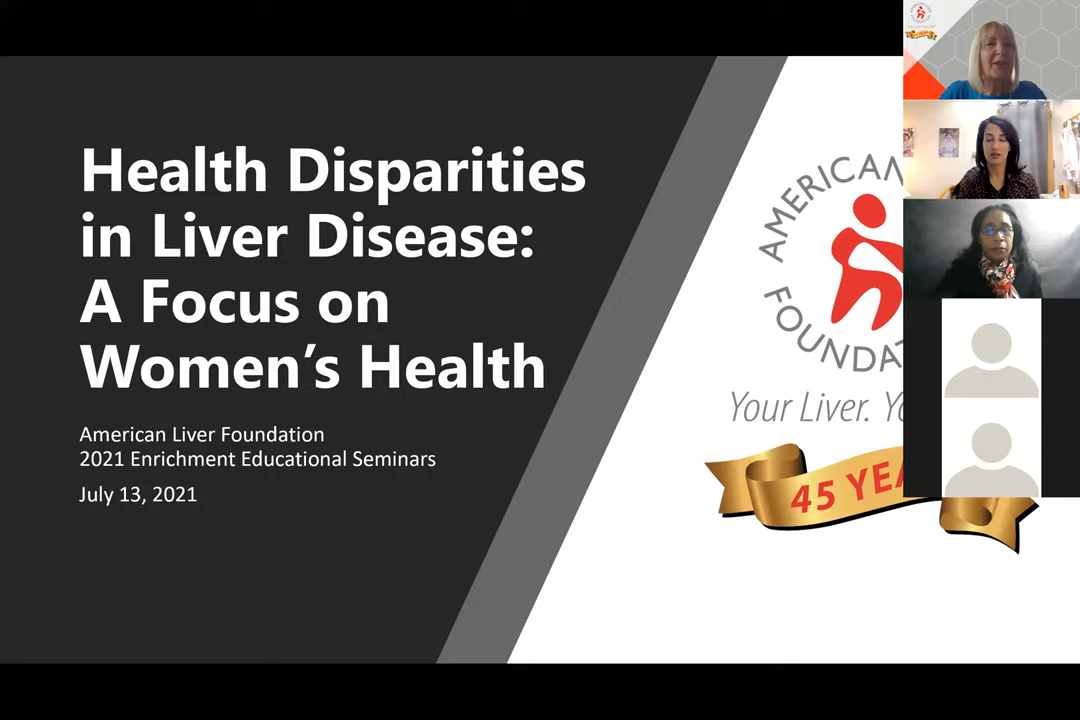 Health Disparities
in Liver Disease:
A Focus on
Women’s Health
American Liver Foundation
2021 Enrichment Educational Seminars
July 13, 2021
AMERICAN
FOUNDAT
Your Liver.
45 YEA